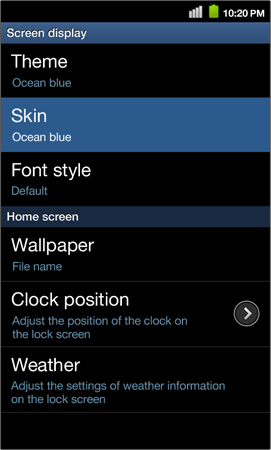 10:20 PM
Screen display
Theme
Ocean blue
Skin
Ocean blue
Font style
Default
Home screen
Wallpaper
File name
Clock position
Adjust the position of the clock on
the lock screen
Weather
Adjust the settings of weather information
on the lock screen